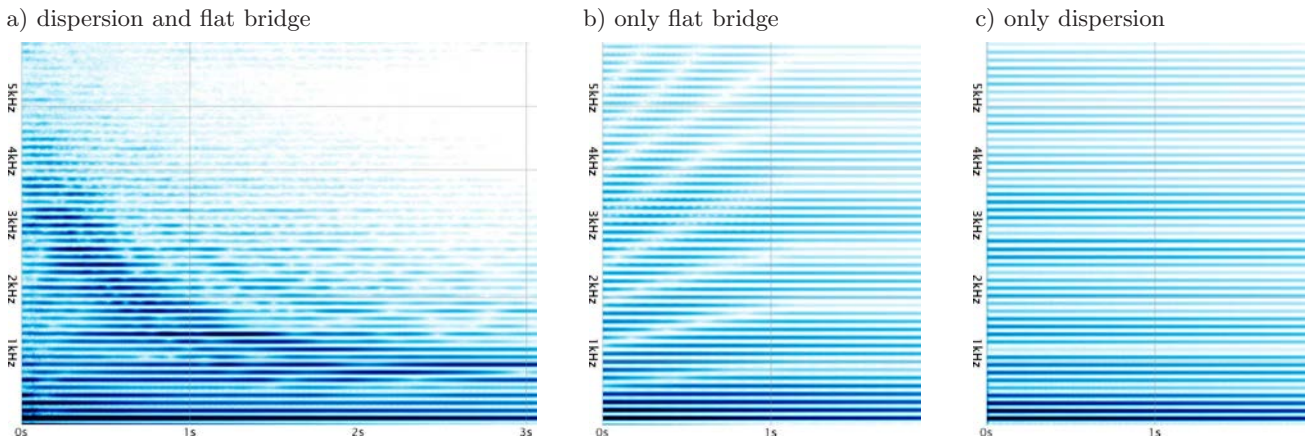 a) dispersion and flat bridge
5kHz
4kHz
3kHz
2kHz
1kHz
0s 1s 2s 3s
b) only flat bridge
5kHz
4kHz
3kHz
2kHz
1kHz
0s 1s
c) only dispersion
5kHz
4kHz
3kHz
2kHz
1kHz
0s 1s